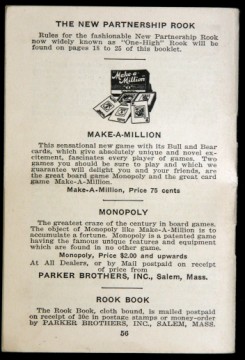 THE NEW PARTNERSHIP ROOK
Rules for the fashionable New Partnership Rook
now widely known as "One-High" Rook will be
found on pages 18 to 25 of this booklet.
Make-a
Million
MAKE-A-MILLION
This sensational new game with its Bull and Bear
cards, which give absolutely unique and novel ex-
citement, fascinates every player of games. Two
games you should be sure to play and which we
guarantee will delight you and your friends, are
the great board game Monopoly and the great card
game Make-A-Million.
Make-A-Million, Price 75 cents
MONOPOLY
The greatest craze of the century in board games.
The object of Monopoly like Make-A-Million is to
accumulate a fortune. Monopoly is a patented game
having the famous unique features and equipment
which are found in no other game.
Monopoly, Price $2.00 and upwards
At All Dealers, or by Mail postpaid on receipt
of price from
PARKER BROTHERS, INC., Salem, Mass.
ROOK BOOK
The Rook Book, cloth bound, is mailed postpaid
on receipt of 30c in postage stamps or money-order
by PARKER BROTHERS, INC., SALEM, MASS.
56